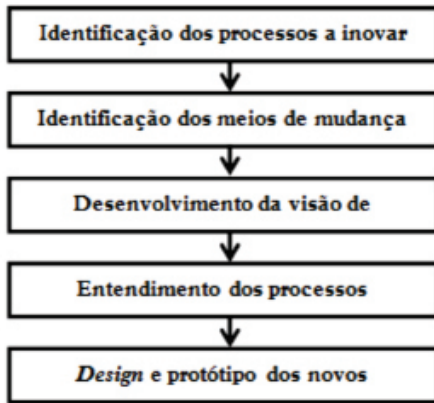 Identificação dos processos a inovar
Identificação dos meios de mudança
Desenvolvimento da visão de
Entendimento dos processos
Design e protótipo dos novos